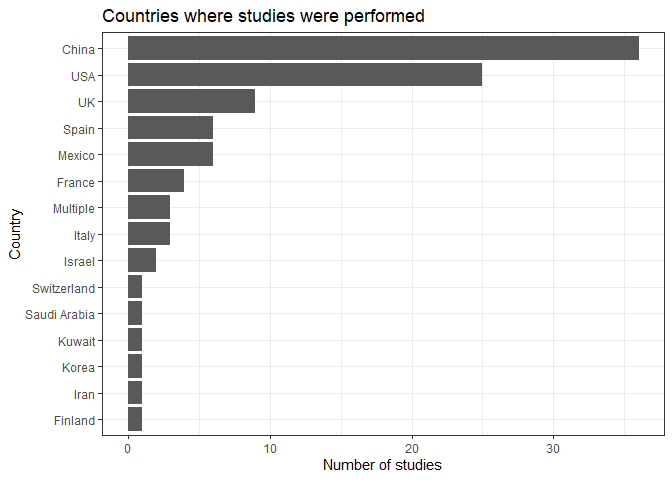 Countries where studies were performed
Country
China
USA
UK
Spain
Mexico
France
Multiple
Italy
Israel
Switzerland
Saudi Arabia
Kuwait
Korea
Iran
Finland
0 10 20 30
Number of studies